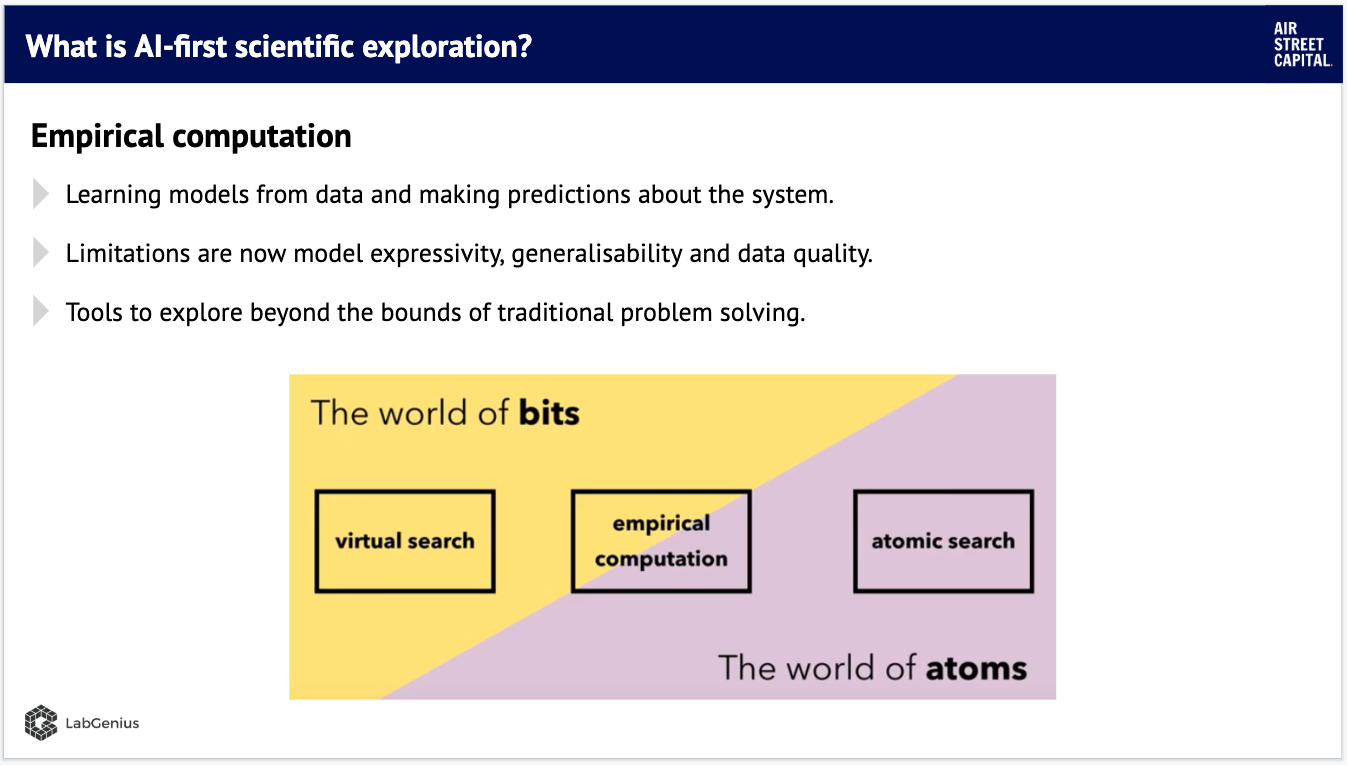 What is AI-first scientific exploration?
AIR
STREET
CAPITAL.
Empirical computation
Learning models from data and making predictions about the system.
Limitations are now model expressivity, generalisability and data quality.
Tools to explore beyond the bounds of traditional problem solving.
The world of bits
virtual search
empirical
computation
atomic search
The world of atoms
LabGenius